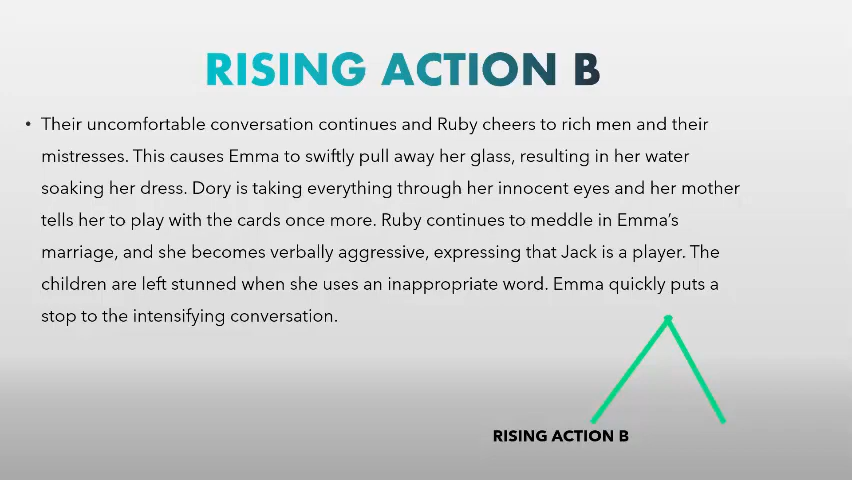 RISING ACTION B
• Their uncomfortable conversation continues and Ruby cheers to rich men and their
mistresses. This causes Emma to swiftly pull away her glass, resulting in her water
soaking her dress. Dory is taking everything through her innocent eyes and her mother
tells her to play with the cards once more. Ruby continues to meddle in Emma’s
marriage, and she becomes verbally aggressive, expressing that Jack is a player. The
children are left stunned when she uses an inappropriate word. Emma quickly puts a
stop to the intensifying conversation.
RISING ACTION B